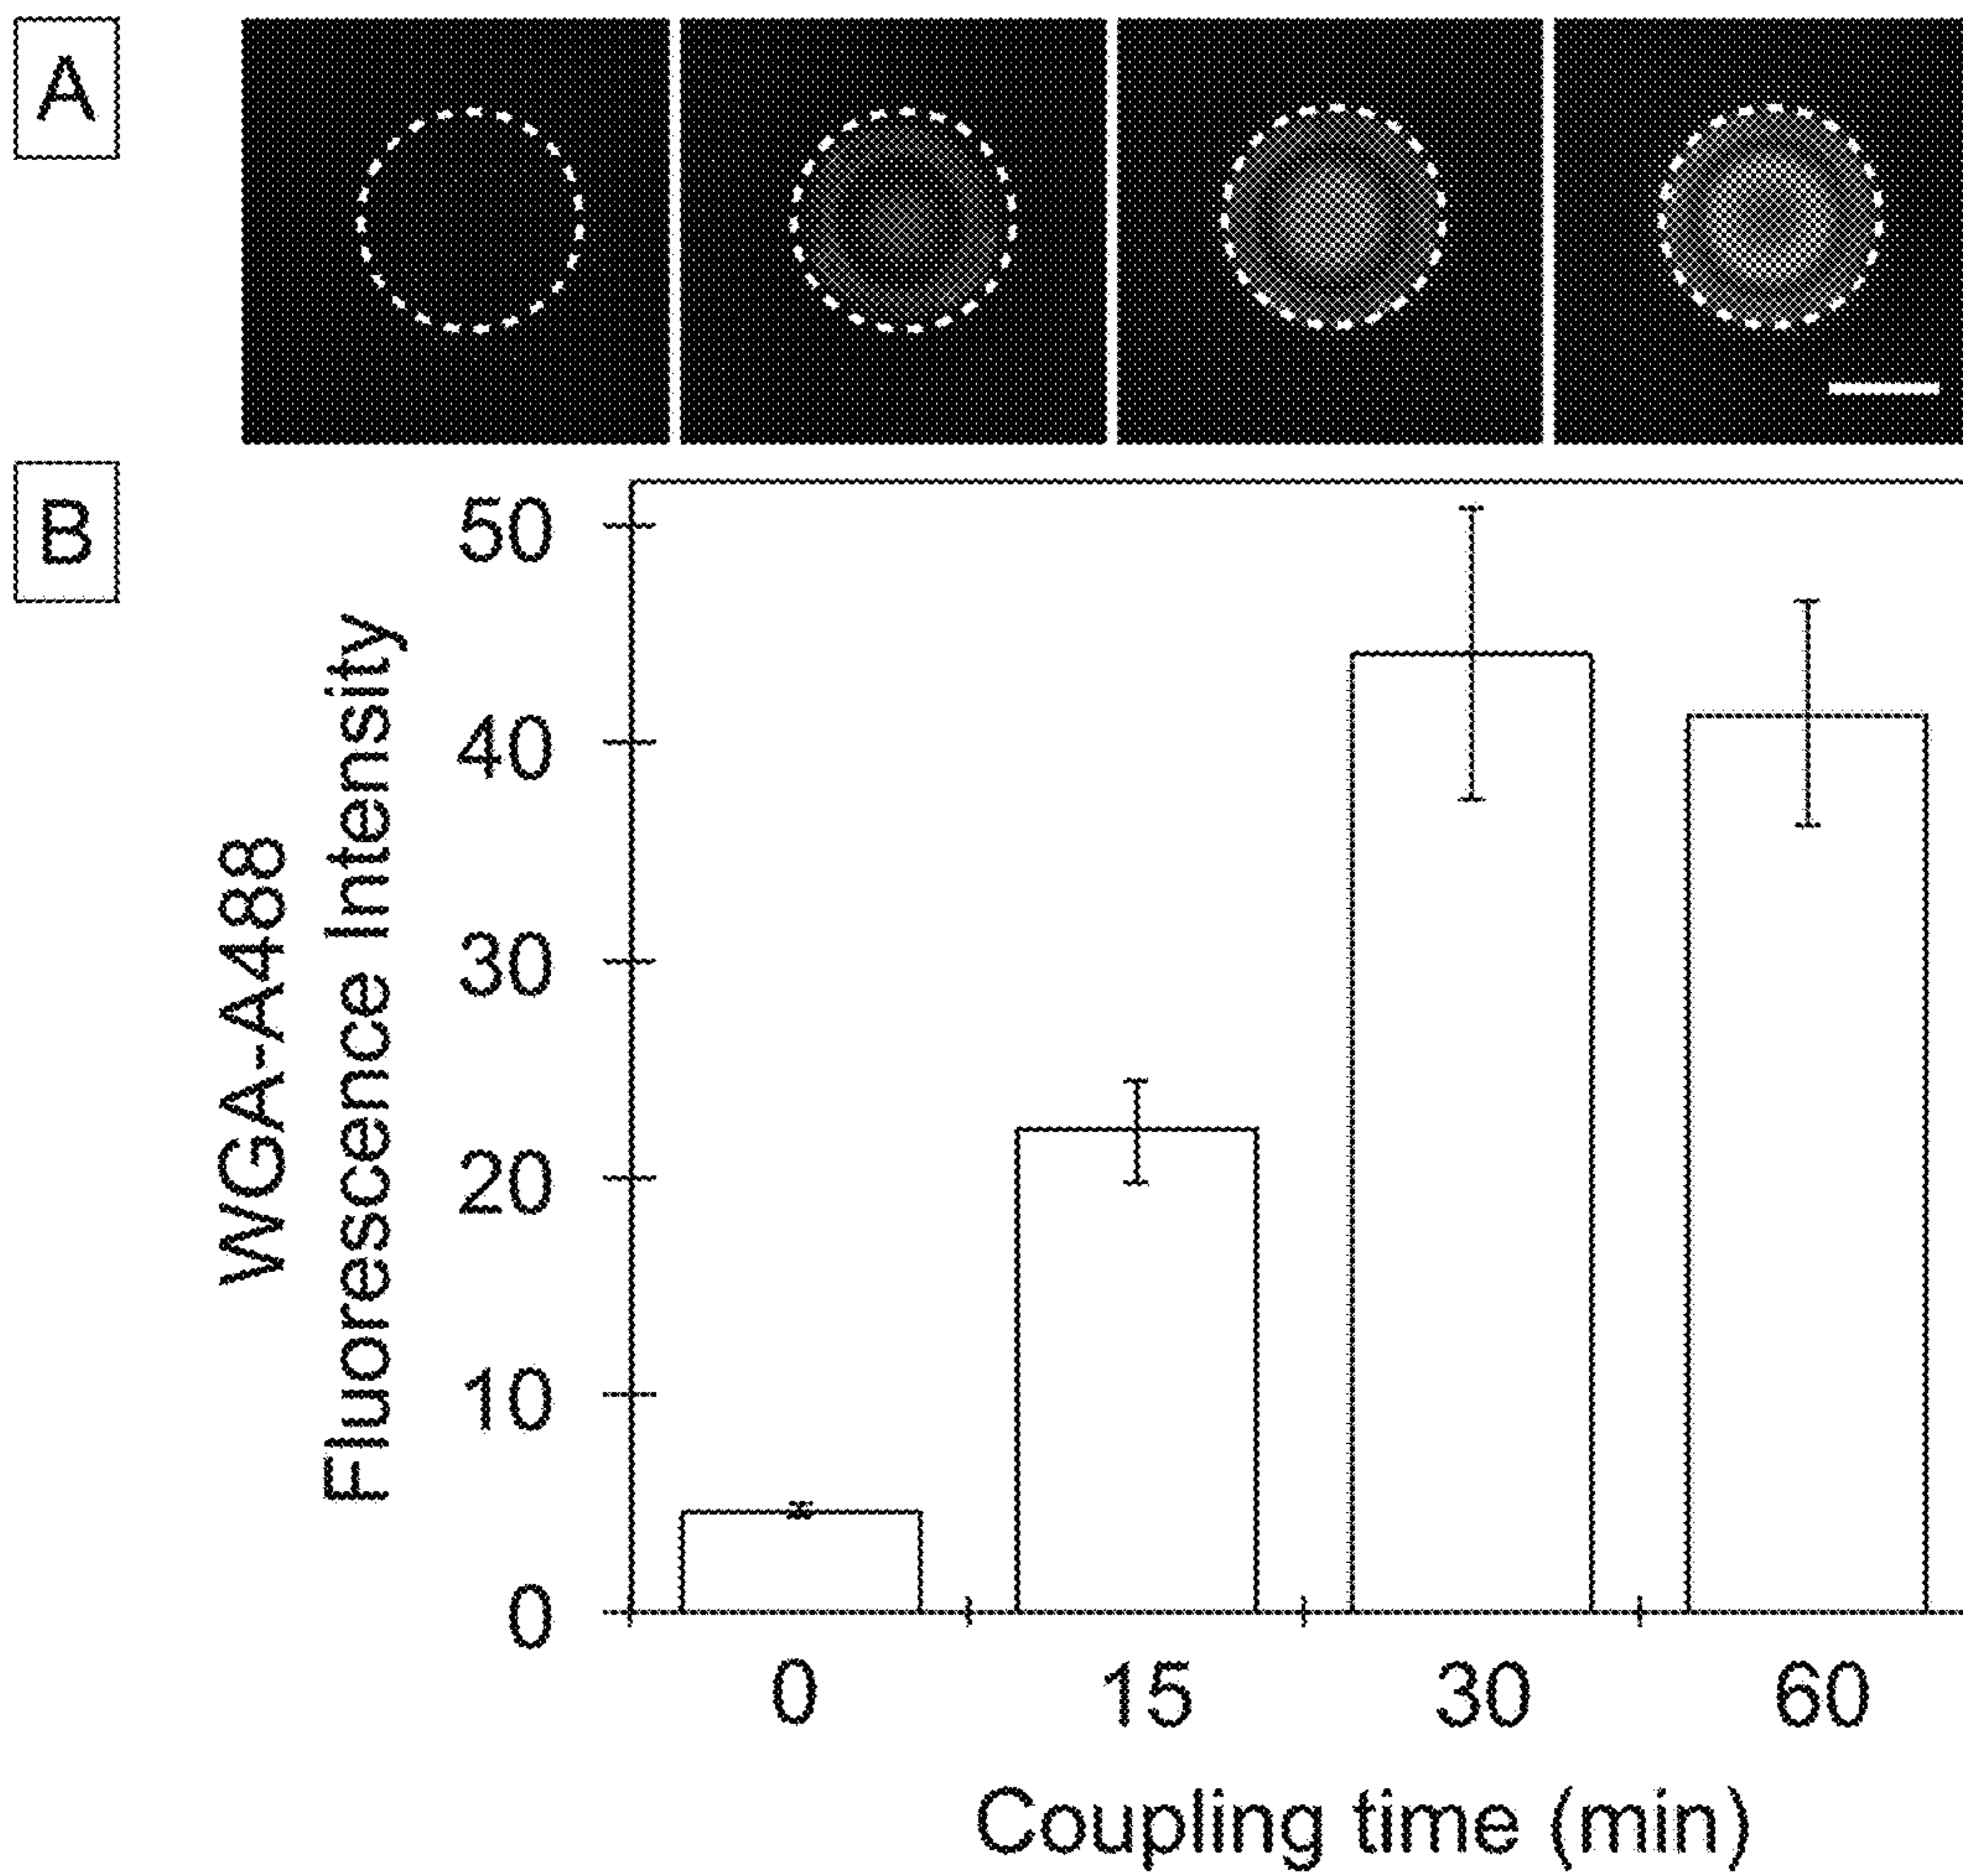 A
B
WGA-A488
Fluorescence Intensity
50
40
30
20
10
0
0 15 30 60
Coupling time (min)